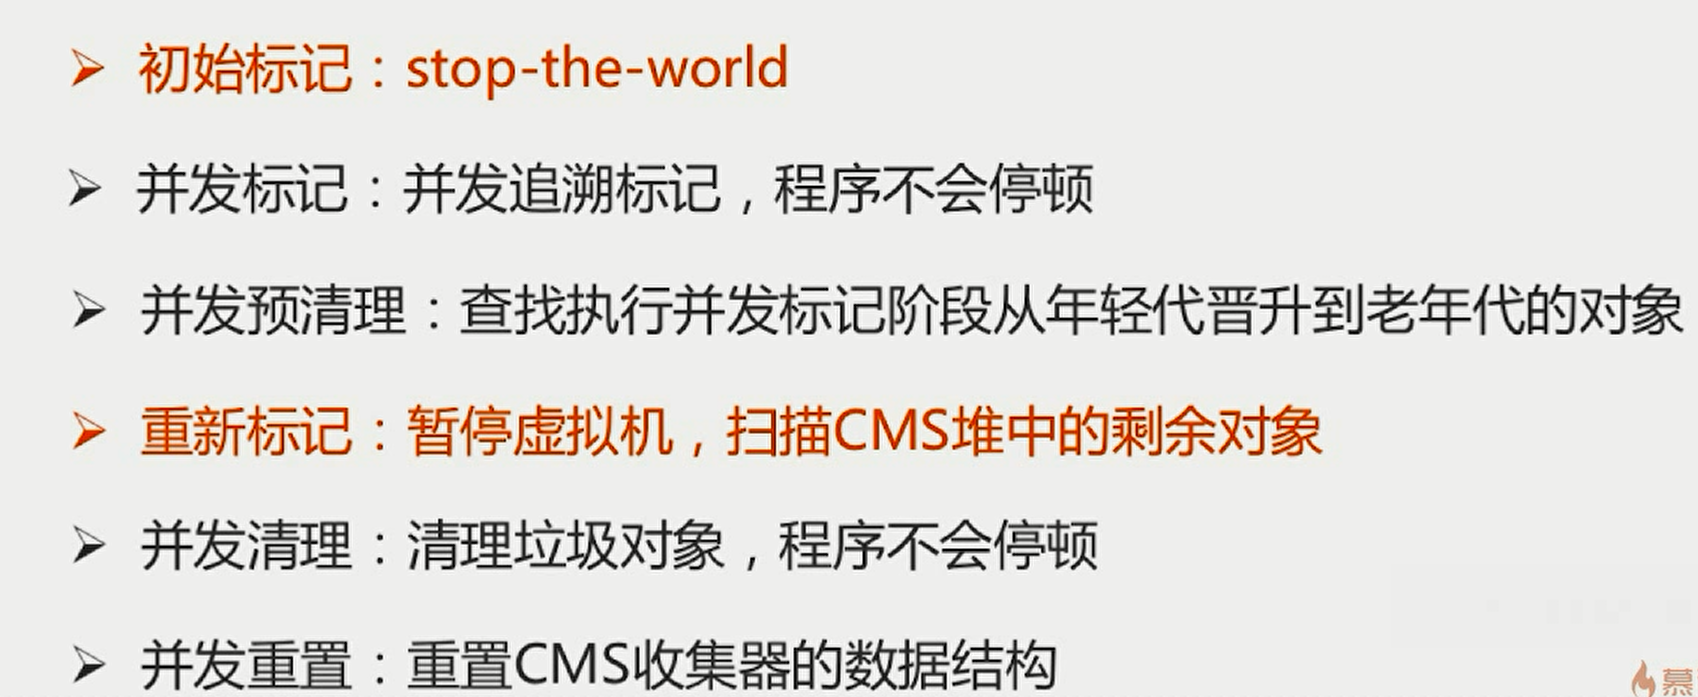 初始标记：stop-the-world
并发标记：并发追溯标记，程序不会停顿
并发预清理：查找执行并发标记阶段从年轻代晋升到老年代的对象
重新标记：暂停虚拟机，扫描CMS堆中的剩余对象
并发清理：清理垃圾对象，程序不会停顿
并发重置：重置CMS收集器的数据结构
慕